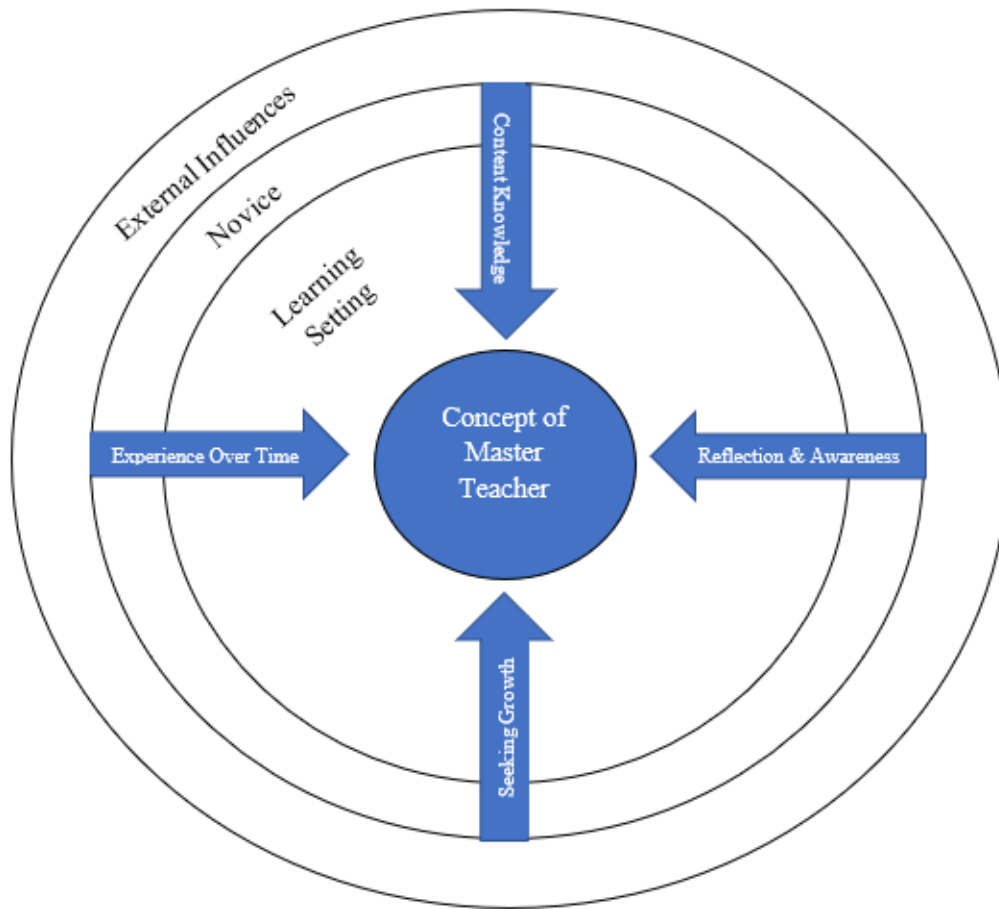 External Influences
Novice
Learning
Setting
Content Knowledge
Concept of
Master
Teacher
Experience Over Time
Reflection & Awareness
Seeking Growth